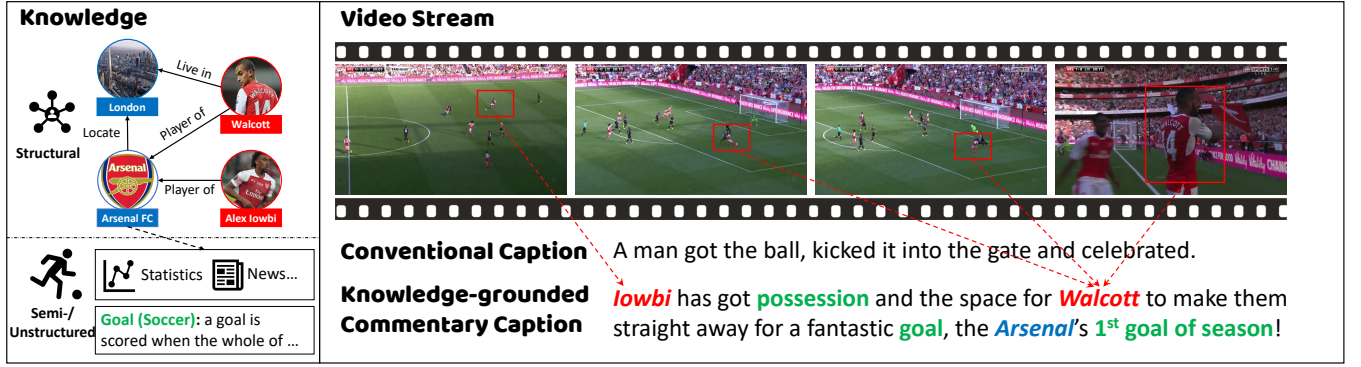 Knowledge
Live in
London
Walcott
Locate
Player of
Structural
Arsenal
Player of
Arsenal FC
Alex Iowbi
Statistics
News...
Semi-/
Unstructured
Goal (Soccer): a goal is
scored when the whole of ...
Video Stream
WALCOTT
Conventional Caption
A man got the ball, kicked it into the gate and celebrated.
Knowledge-grounded
Commentary Caption
Iowbi has got possession and the space for Walcott to make them
straight away for a fantastic goal, the Arsenal's 1st goal of season!